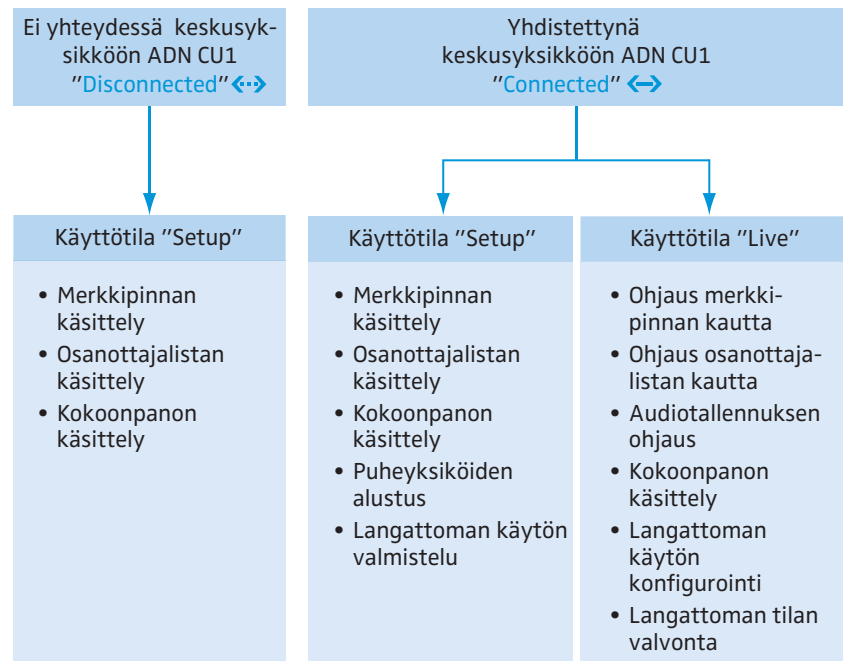 Ei yhteydessä keskusyk-
sikköön ADN CU1
"Disconnected"
Yhdistettynä
keskusyksikköön ADN CU1
"Connected"
Käyttötila "Setup"
• Merkkipinnan
käsittely
• Osanottajalistan
käsittely
• Kokoonpanon
käsittely
Käyttötila "Setup"
• Merkkipinnan
käsittely
• Osanottajalistan
käsittely
• Kokoonpanon
käsittely
• Puheyksiköiden
alustus
• Langattoman käytön
valmistelu
Käyttötila "Live"
• Ohjaus merkki-
pinnan kautta
• Ohjaus osanottaja-
listan kautta
• Audiotallennuksen
ohjaus
• Kokoonpanon
käsittely
• Langattoman
käytön
konfigurointi
• Langattoman tilan
valvonta